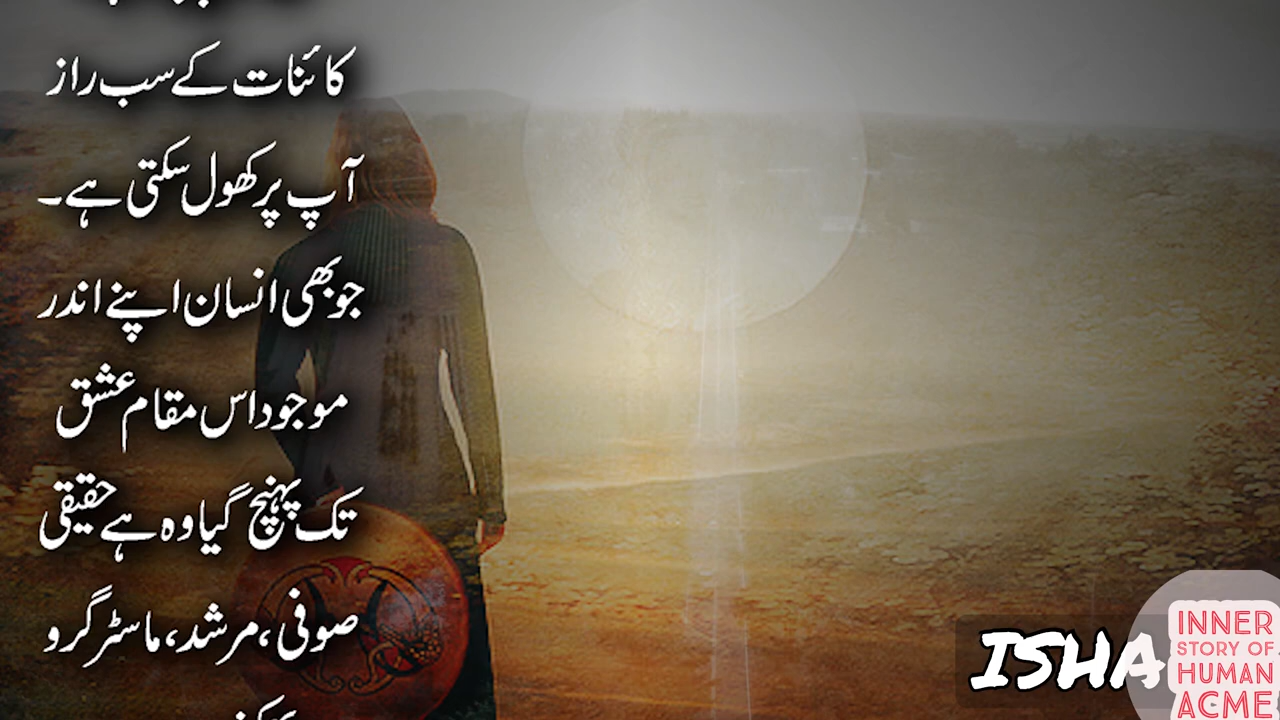 کائنات کے سب راز
آپ پر کھول سکتی ہے۔
جو بھی انسان اپنے اندر
موجود اس مقام عشق
تک پہنچ گیا وہ ہے حقیقی
صوفی، مرشد، ماسٹر گرو
ISHA
INNER
STORY OF
HUMAN
ACME